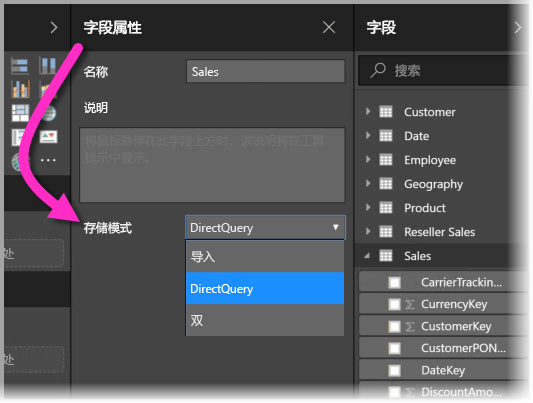 字段属性
名称
Sales
说明
将鼠标悬停在此字段上方时，该说明将在工具
提示中显示。
存储模式
DirectQuery
导入
DirectQuery
双
处
处
字段
搜索
Customer
Date
Employee
Geography
Product
Reseller Sales
Sales
CarrierTrackin...
CurrencyKey
CustomerKey
CustomerPON...
DateKey
DiscountAmo...